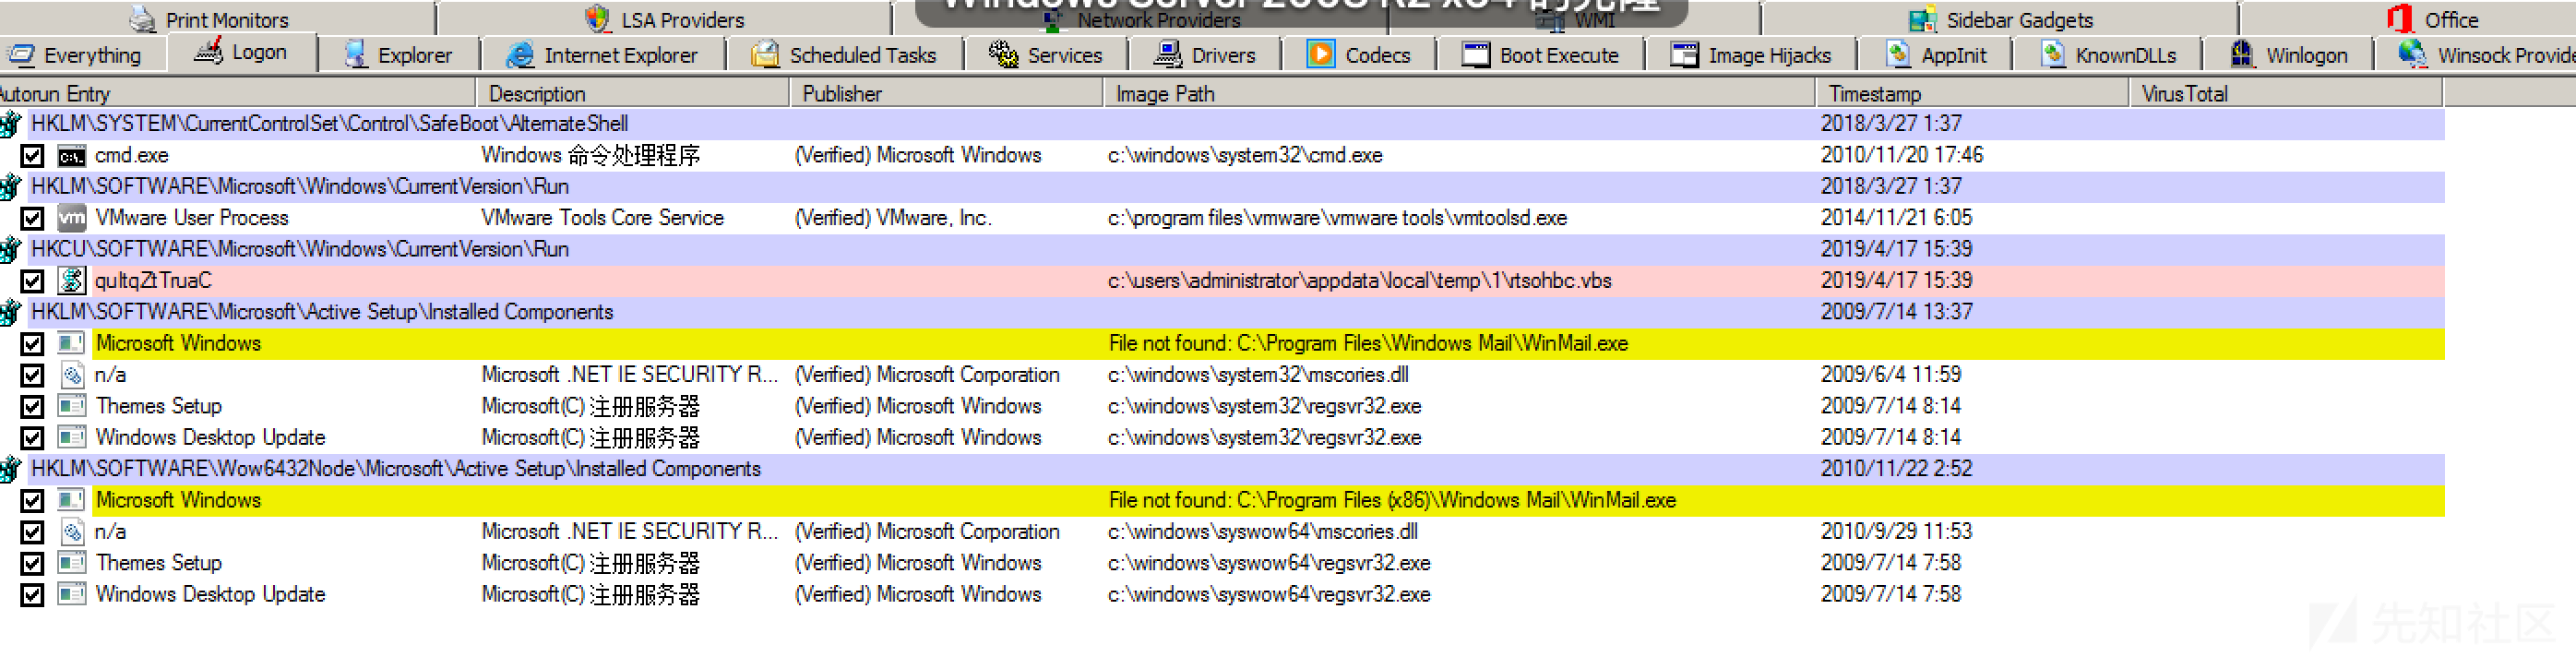 Windows Server 2008 R2 x64 的克隆
Print Monitors LSA Providers Network Providers WMI Sidebar Gadgets Office
Everything Logon Explorer Internet Explorer Scheduled Tasks Services Drivers Codecs Boot Execute Image Hijacks AppInit KnownDLLs Winlogon Winsock Provide
Autorun Entry Description Publisher Image Path Timestamp VirusTotal
HKLM\SYSTEM\CurrentControlSet\Control\SafeBoot\AlternateShell 2018/3/27 1:37
cmd.exe Windows 命令处理程序 (Verified) Microsoft Windows c:\windows\system32\cmd.exe 2010/11/20 17:46
HKLM\SOFTWARE\Microsoft\Windows\CurrentVersion\Run 2018/3/27 1:37
VMware User Process VMware Tools Core Service (Verified) VMware, Inc. c:\program files\vmware\vmware tools\vmtoolsd.exe 2014/11/21 6:05
HKCU\SOFTWARE\Microsoft\Windows\CurrentVersion\Run 2019/4/17 15:39
qultqZtTruaC c:\users\administrator\appdata\local\temp\1\rtsohbc.vbs 2019/4/17 15:39
HKLM\SOFTWARE\Microsoft\Active Setup\Installed Components 2009/7/14 13:37
Microsoft Windows File not found: C:\Program Files\Windows Mail\WinMail.exe
n/a Microsoft .NET IE SECURITY R... (Verified) Microsoft Corporation c:\windows\system32\mscories.dll 2009/6/4 11:59
Themes Setup Microsoft(C) 注册服务器 (Verified) Microsoft Windows c:\windows\system32\regsvr32.exe 2009/7/14 8:14
Windows Desktop Update Microsoft(C) 注册服务器 (Verified) Microsoft Windows c:\windows\system32\regsvr32.exe 2009/7/14 8:14
HKLM\SOFTWARE\Wow6432Node\Microsoft\Active Setup\Installed Components 2010/11/22 2:52
Microsoft Windows File not found: C:\Program Files (x86)\Windows Mail\WinMail.exe
n/a Microsoft .NET IE SECURITY R... (Verified) Microsoft Corporation c:\windows\syswow64\mscories.dll 2010/9/29 11:53
Themes Setup Microsoft(C) 注册服务器 (Verified) Microsoft Windows c:\windows\syswow64\regsvr32.exe 2009/7/14 7:58
Windows Desktop Update Microsoft(C) 注册服务器 (Verified) Microsoft Windows c:\windows\syswow64\regsvr32.exe 2009/7/14 7:58
先知社区